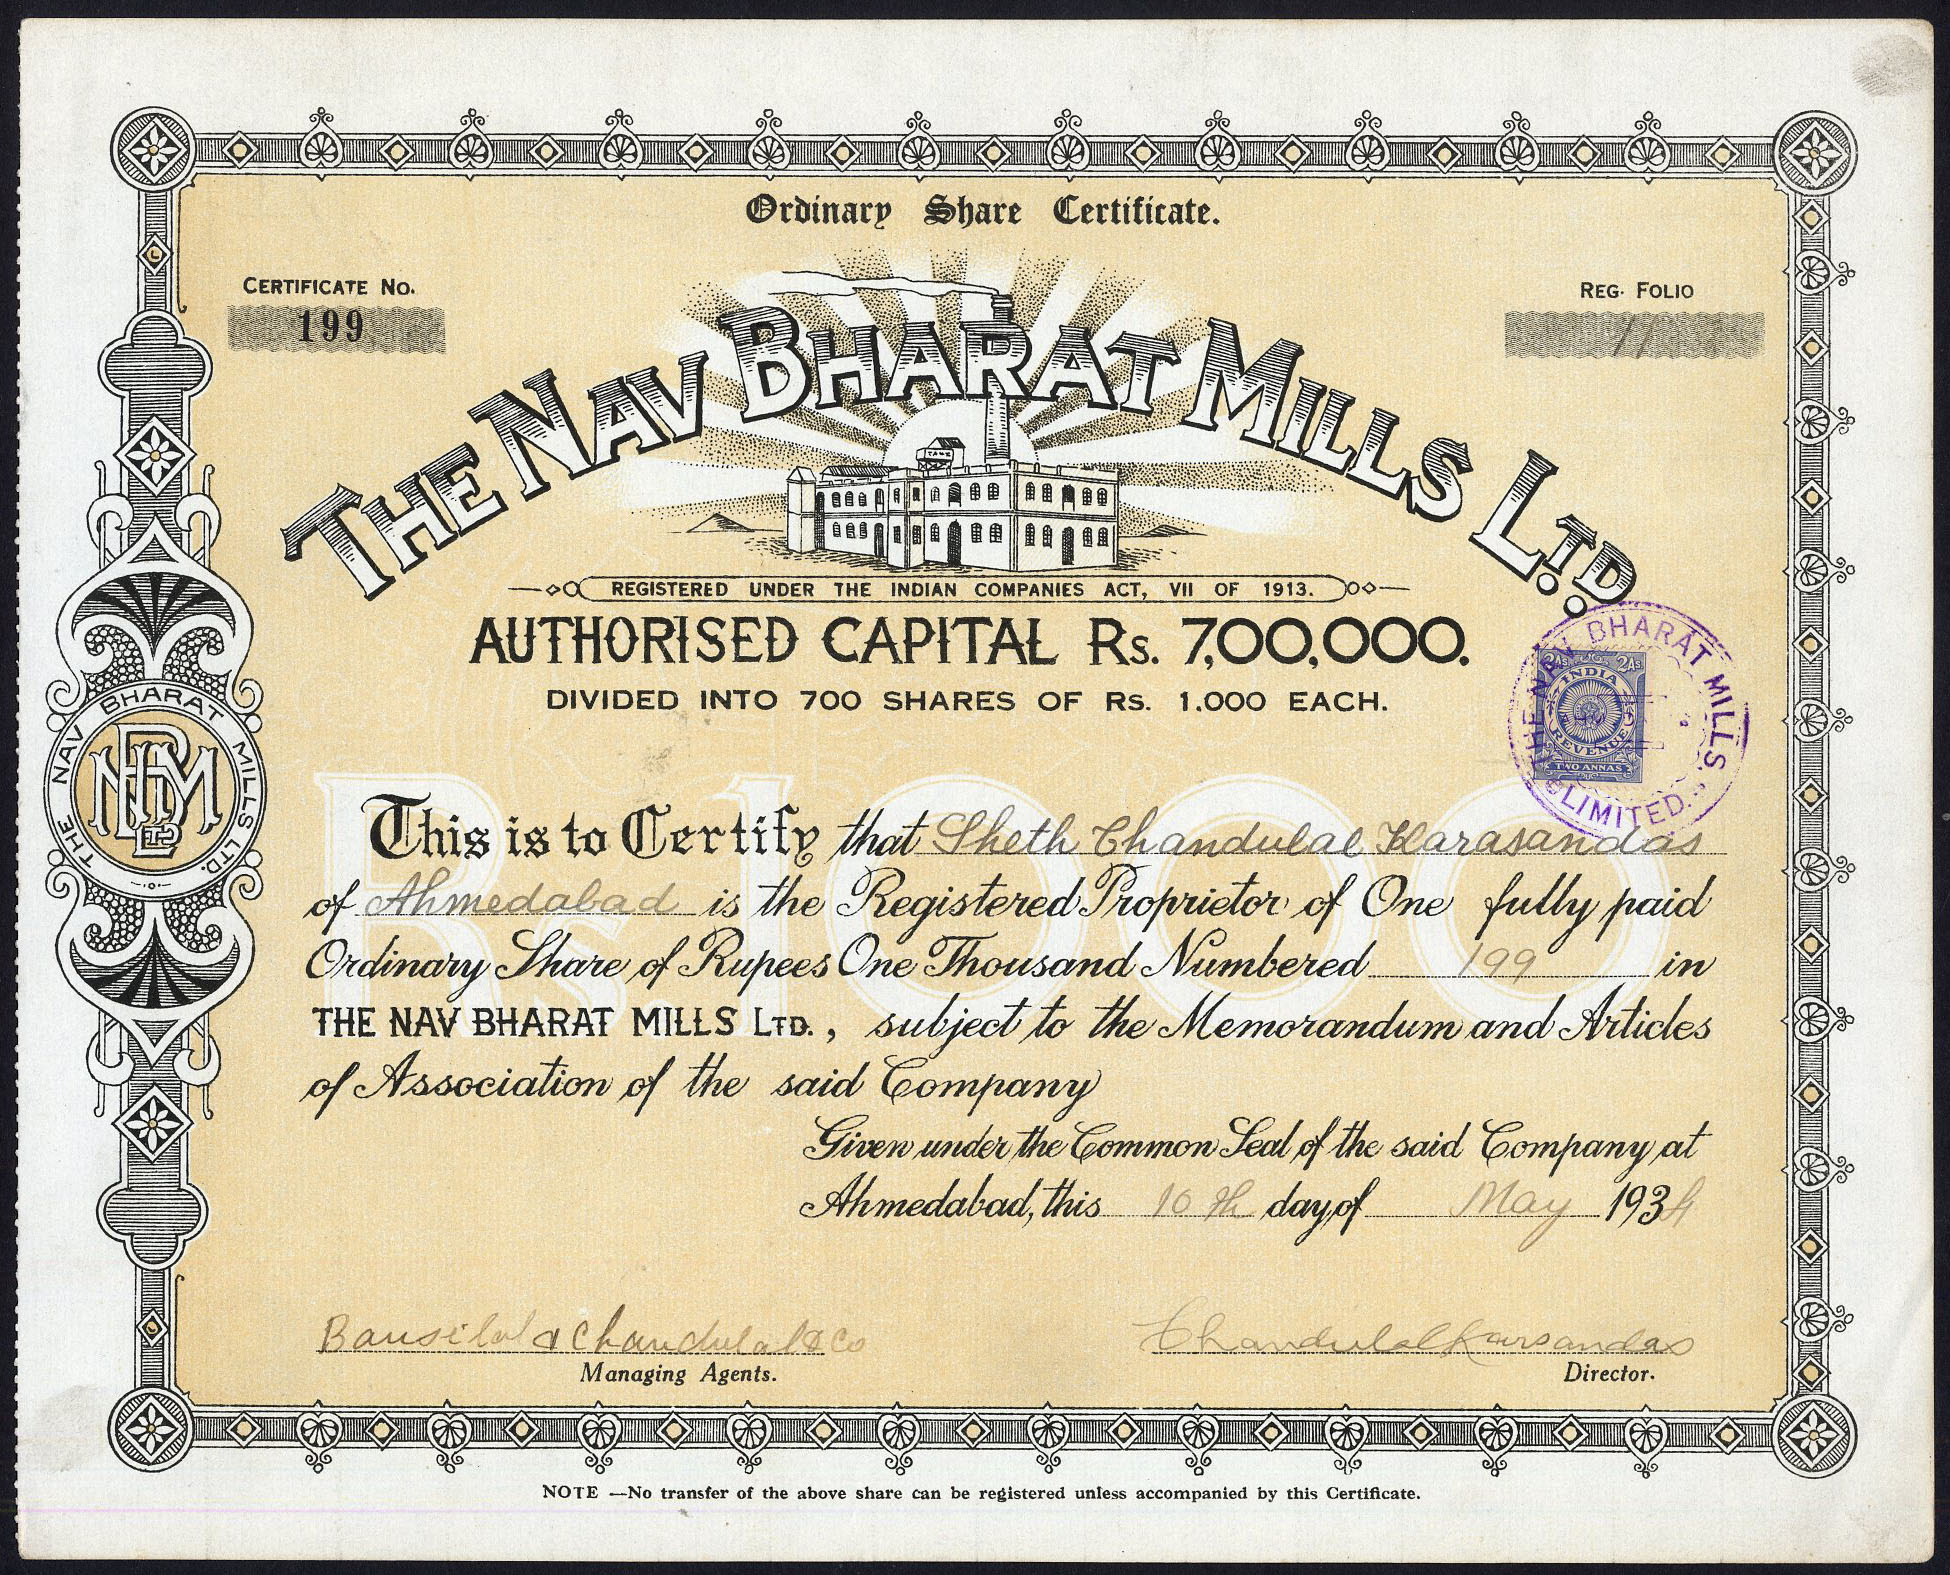 Ordinary Share Certificate.
CERTIFICATE NO.
199
REG. FOLIO
11
THE NAV BHARAT MILLS LTD.
TANK
REGISTERED UNDER THE INDIAN COMPANIES ACT, VII OF 1913.
AUTHORISED CAPITAL Rs. 7,00,000.
DIVIDED INTO 700 SHARES OF Rs. 1.000 EACH.
THE NAV BHARAT MILLS LIMITED.
2As. 2As.
INDIA
REVENUE
TWO ANNAS
THE NAV BHARAT MILLS LTD.
NBM
LTD
Rs. 1000
This is to Certify that Sheth Chandulal Karasandas
of Ahmedabad is the Registered Proprietor of One fully paid
Ordinary Share of Rupees One Thousand Numbered 199 in
THE NAV BHARAT MILLS LTD., subject to the Memorandum and Articles
of Association of the said Company
Given under the Common Seal of the said Company at
Ahmedabad, this 10th day of May 1934
Bansilal & Chandulal & Co
Managing Agents.
Chandulal Karsandas
Director.
NOTE —No transfer of the above share can be registered unless accompanied by this Certificate.